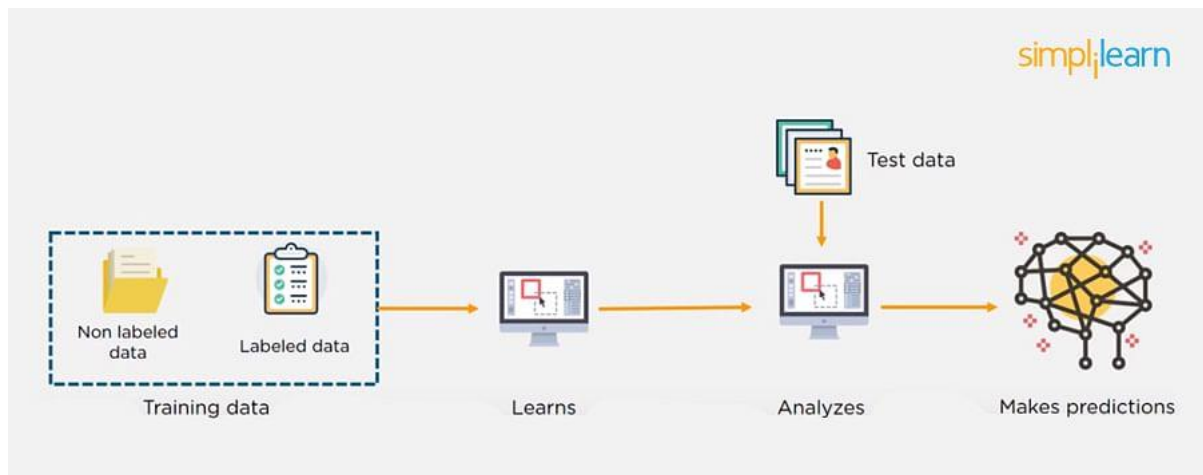 simplilearn
Test data
Non labeled
data
Labeled data
Training data
Learns
Analyzes
Makes predictions